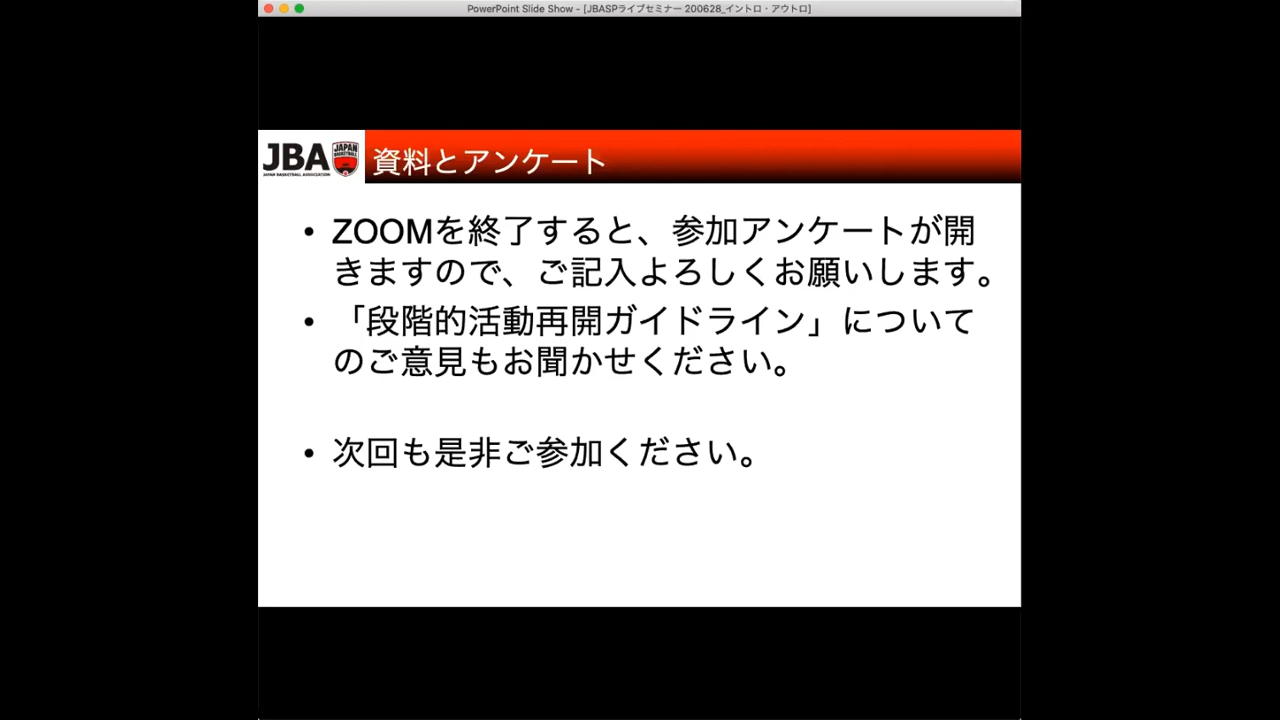 PowerPoint Slide Show - [JBASPライブセミナー 200628_イントロ・アウトロ]
JBA
JAPAN BASKETBALL ASSOCIATION
JAPAN
BASKETBALL
資料とアンケート
• ZOOMを終了すると、参加アンケートが開
きますので、ご記入よろしくお願いします。
• 「段階的活動再開ガイドライン」について
のご意見もお聞かせください。
• 次回も是非ご参加ください。